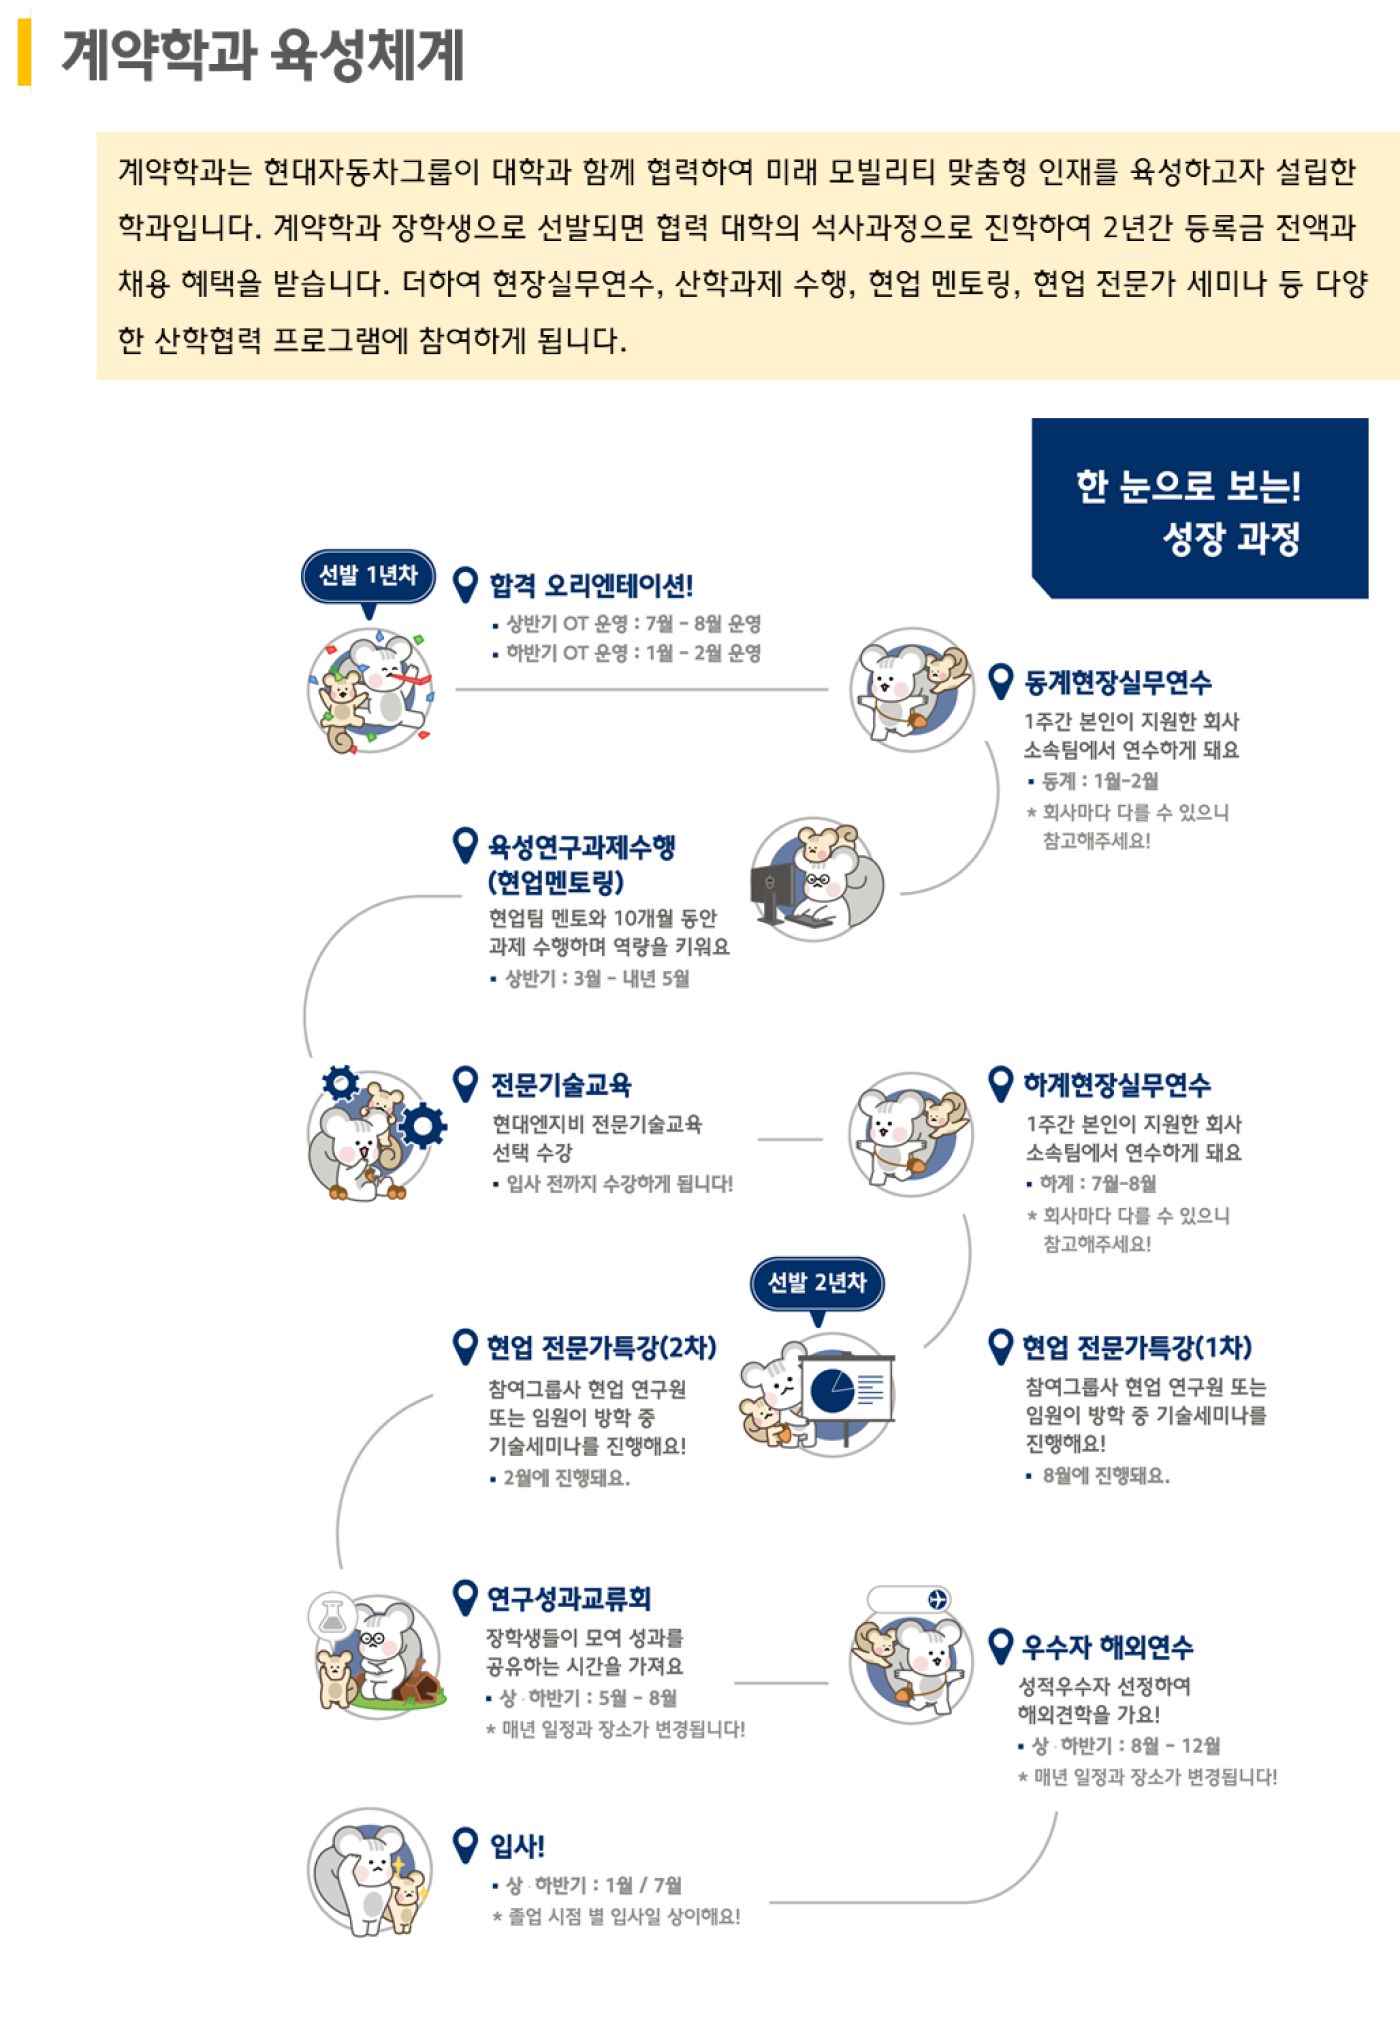 계약학과 육성체계
계약학과는 현대자동차그룹이 대학과 함께 협력하여 미래 모빌리티 맞춤형 인재를 육성하고자 설립한
학과입니다. 계약학과 장학생으로 선발되면 협력 대학의 석사과정으로 진학하여 2년간 등록금 전액과
채용 혜택을 받습니다. 더하여 현장실무연수, 산학과제 수행, 현업 멘토링, 현업 전문가 세미나 등 다양
한 산학협력 프로그램에 참여하게 됩니다.
한 눈으로 보는!
성장 과정
선발 1년차
합격 오리엔테이션!
▪ 상반기 OT 운영 : 7월 - 8월 운영
▪ 하반기 OT 운영 : 1월 - 2월 운영
동계현장실무연수
1주간 본인이 지원한 회사
소속팀에서 연수하게 돼요
▪ 동계 : 1월-2월
* 회사마다 다를 수 있으니
참고해주세요!
육성연구과제수행
(현업멘토링)
현업팀 멘토와 10개월 동안
과제 수행하며 역량을 키워요
▪ 상반기 : 3월 - 내년 5월
전문기술교육
현대엔지비 전문기술교육
선택 수강
▪ 입사 전까지 수강하게 됩니다!
하계현장실무연수
1주간 본인이 지원한 회사
소속팀에서 연수하게 돼요
▪ 하계 : 7월-8월
* 회사마다 다를 수 있으니
참고해주세요!
선발 2년차
현업 전문가특강(2차)
참여그룹사 현업 연구원
또는 임원이 방학 중
기술세미나를 진행해요!
▪ 2월에 진행돼요.
현업 전문가특강(1차)
참여그룹사 현업 연구원 또는
임원이 방학 중 기술세미나를
진행해요!
▪ 8월에 진행돼요.
연구성과교류회
장학생들이 모여 성과를
공유하는 시간을 가져요
▪ 상·하반기 : 5월 - 8월
* 매년 일정과 장소가 변경됩니다!
우수자 해외연수
성적우수자 선정하여
해외견학을 가요!
▪ 상·하반기 : 8월 - 12월
* 매년 일정과 장소가 변경됩니다!
입사!
▪ 상·하반기 : 1월 / 7월
* 졸업 시점 별 입사일 상이해요!